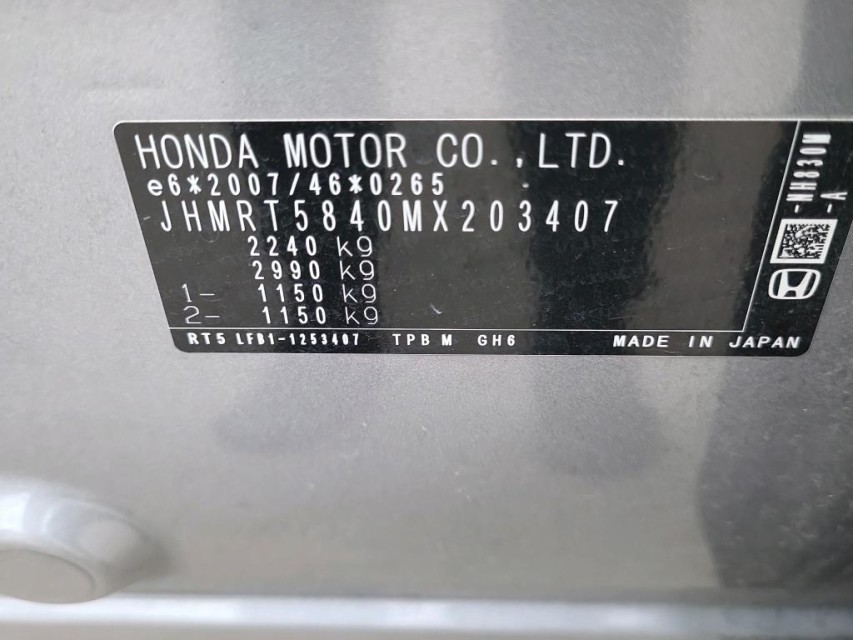 HONDA MOTOR CO.,LTD.
e6*2007/46*0265
JHMRT5840MX203407
2240 kg
2990 kg
1- 1150 kg
2- 1150 kg
RT5 LFB1-1253407 TPB M GH6 MADE IN JAPAN
NH830M
V-